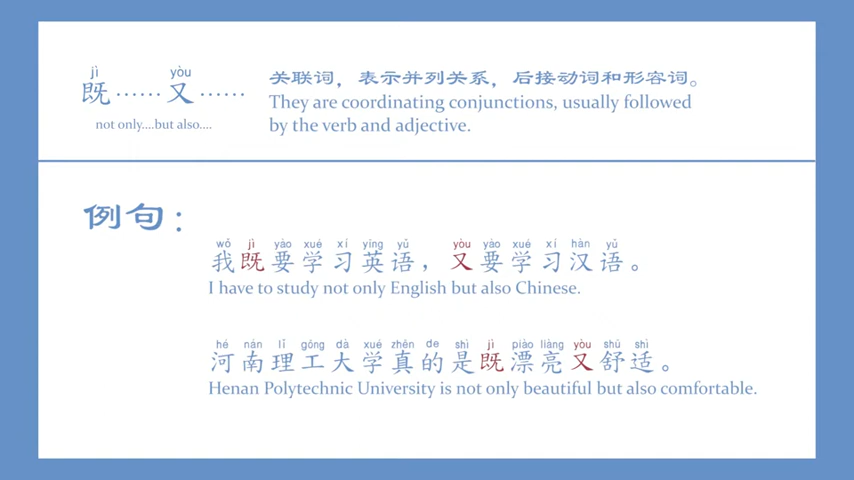 jì yòu
既……又……
not only....but also....
关联词，表示并列关系，后接动词和形容词。
They are coordinating conjunctions, usually followed
by the verb and adjective.
例句：
wǒ jì yào xué xí yīng yǔ yòu yào xué xí hàn yǔ
我既要学习英语，又要学习汉语。
I have to study not only English but also Chinese.
hé nán lǐ gōng dà xué zhēn de shì jì piào liàng yòu shū shì
河南理工大学真的是既漂亮又舒适。
Henan Polytechnic University is not only beautiful but also comfortable.